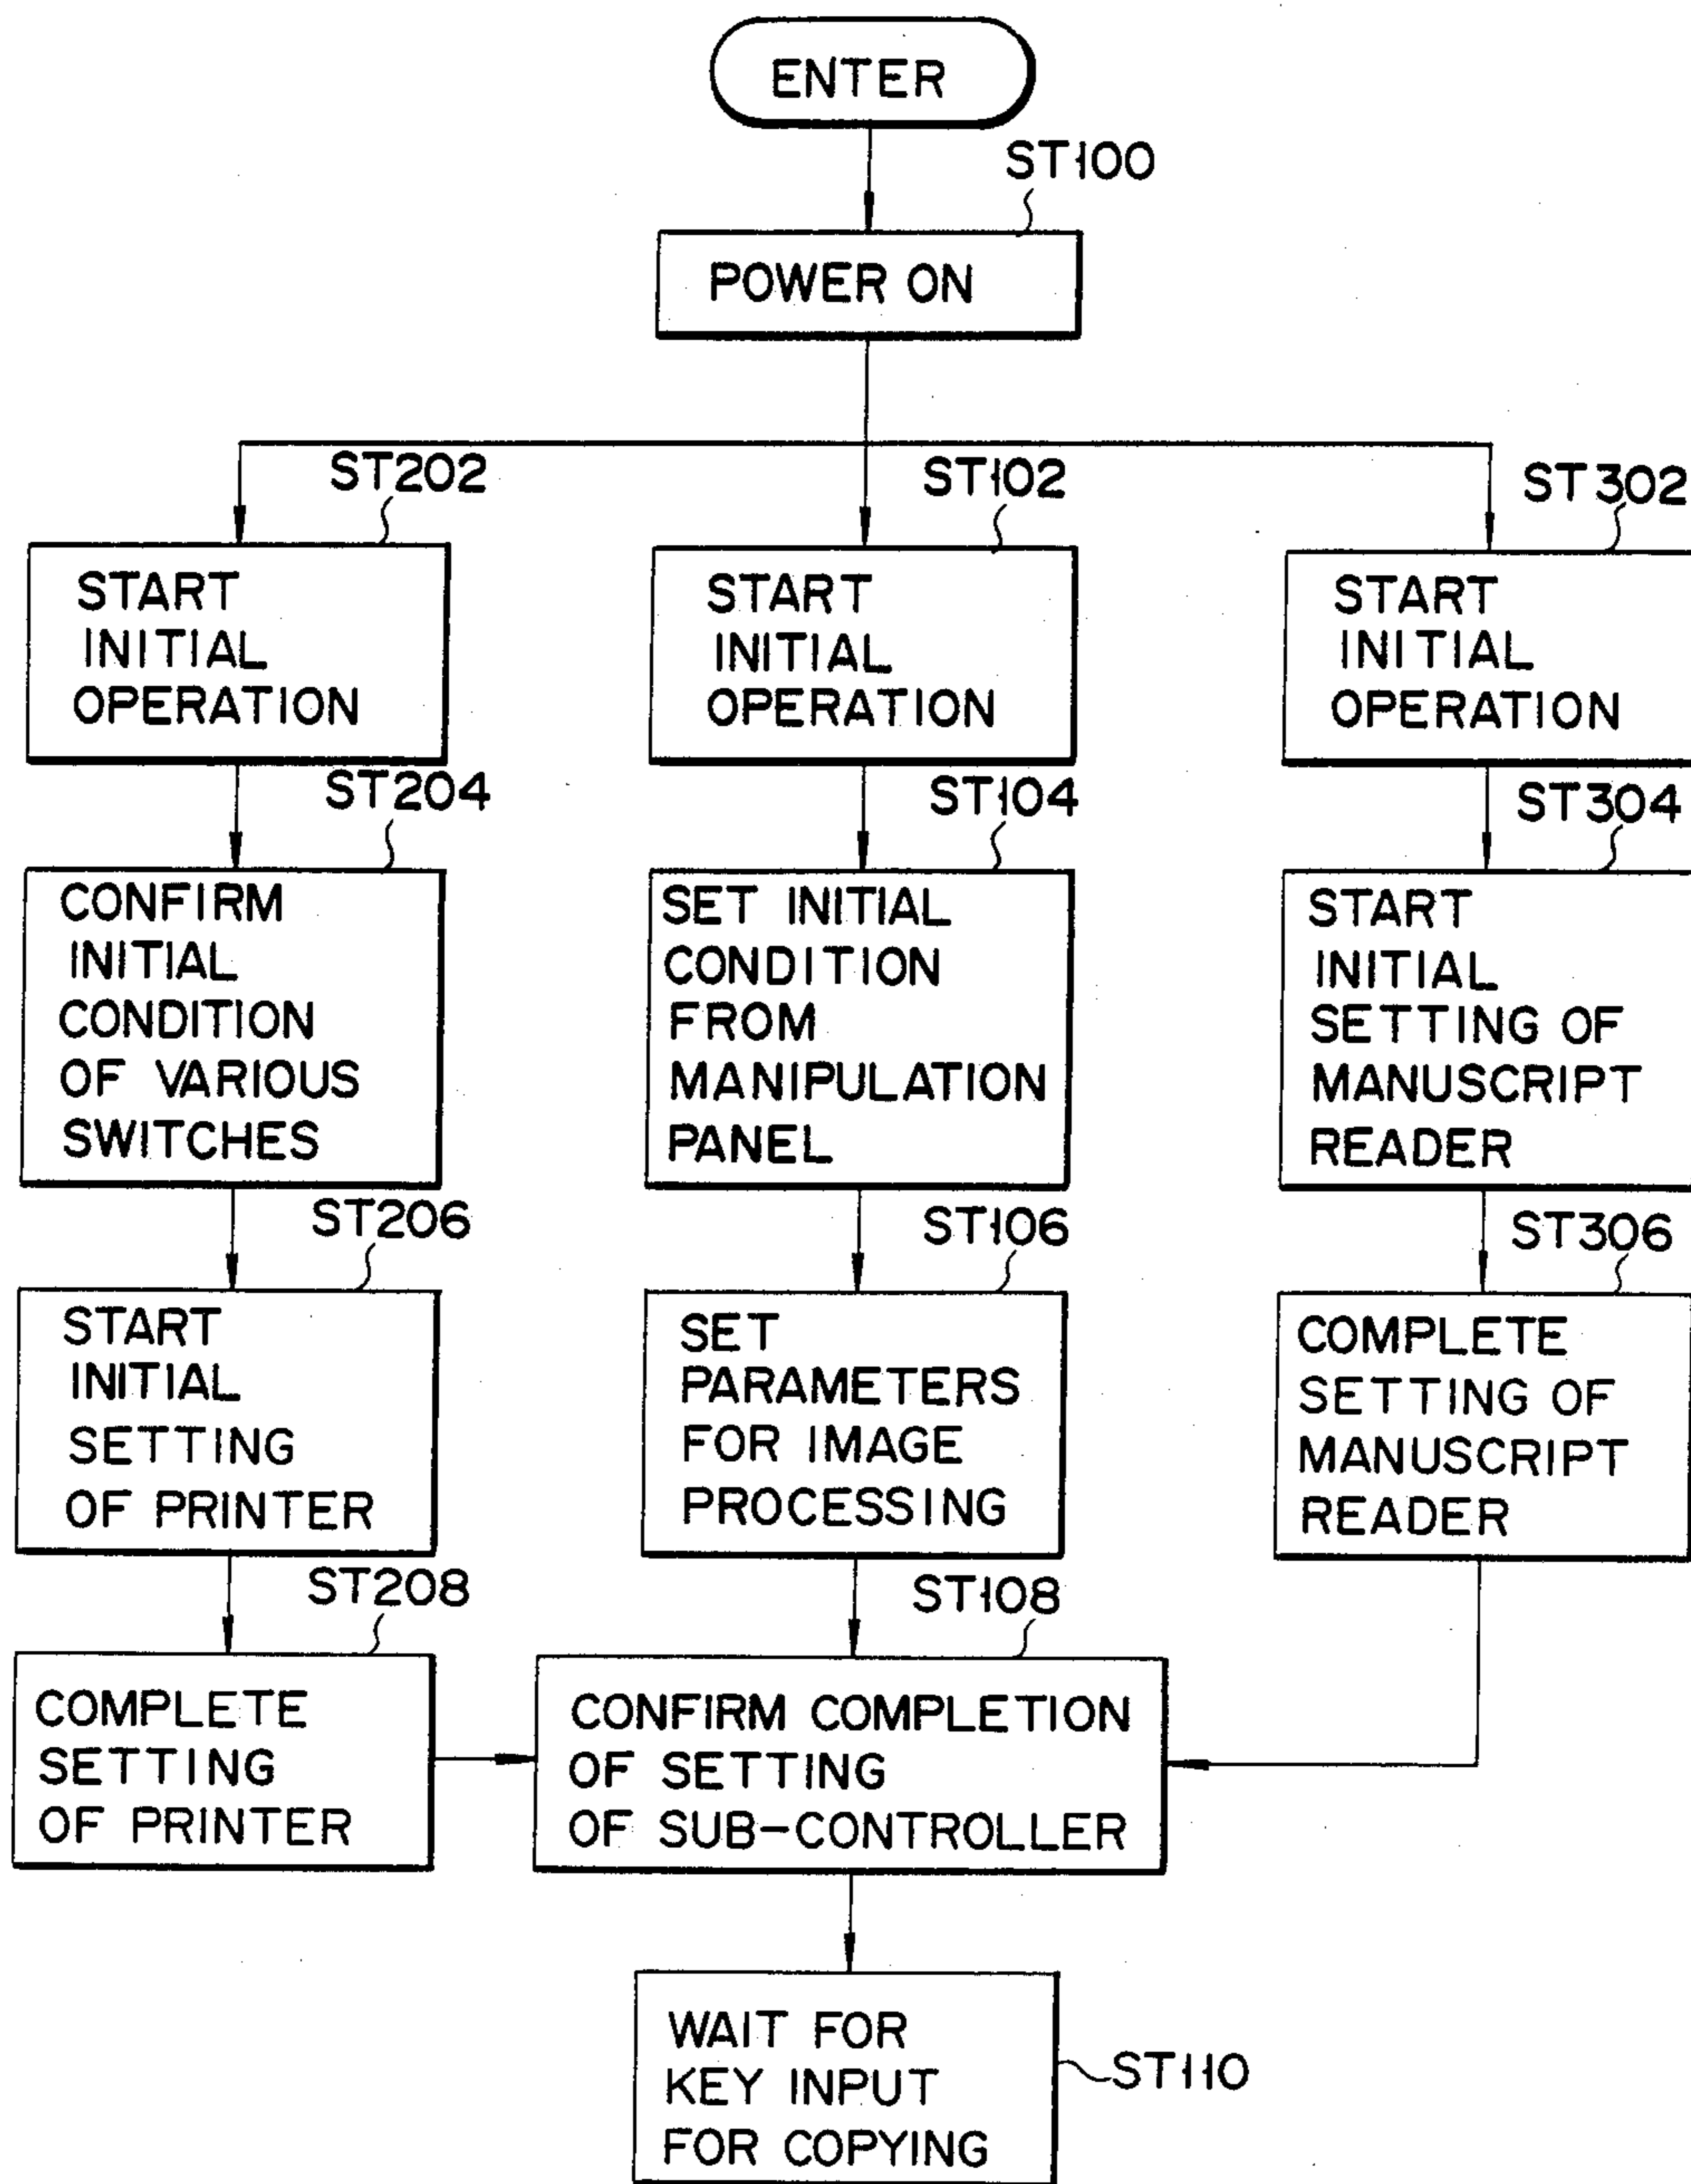 ENTER
ST100
POWER ON
ST202
START
INITIAL
OPERATION
ST102
START
INITIAL
OPERATION
ST302
START
INITIAL
OPERATION
ST204
CONFIRM
INITIAL
CONDITION
OF VARIOUS
SWITCHES
ST104
SET INITIAL
CONDITION
FROM
MANIPULATION
PANEL
ST304
START
INITIAL
SETTING OF
MANUSCRIPT
READER
ST206
START
INITIAL
SETTING
OF PRINTER
ST106
SET
PARAMETERS
FOR IMAGE
PROCESSING
ST306
COMPLETE
SETTING OF
MANUSCRIPT
READER
ST208
COMPLETE
SETTING
OF PRINTER
ST108
CONFIRM COMPLETION
OF SETTING
OF SUB-CONTROLLER
WAIT FOR
KEY INPUT
FOR COPYING
ST110